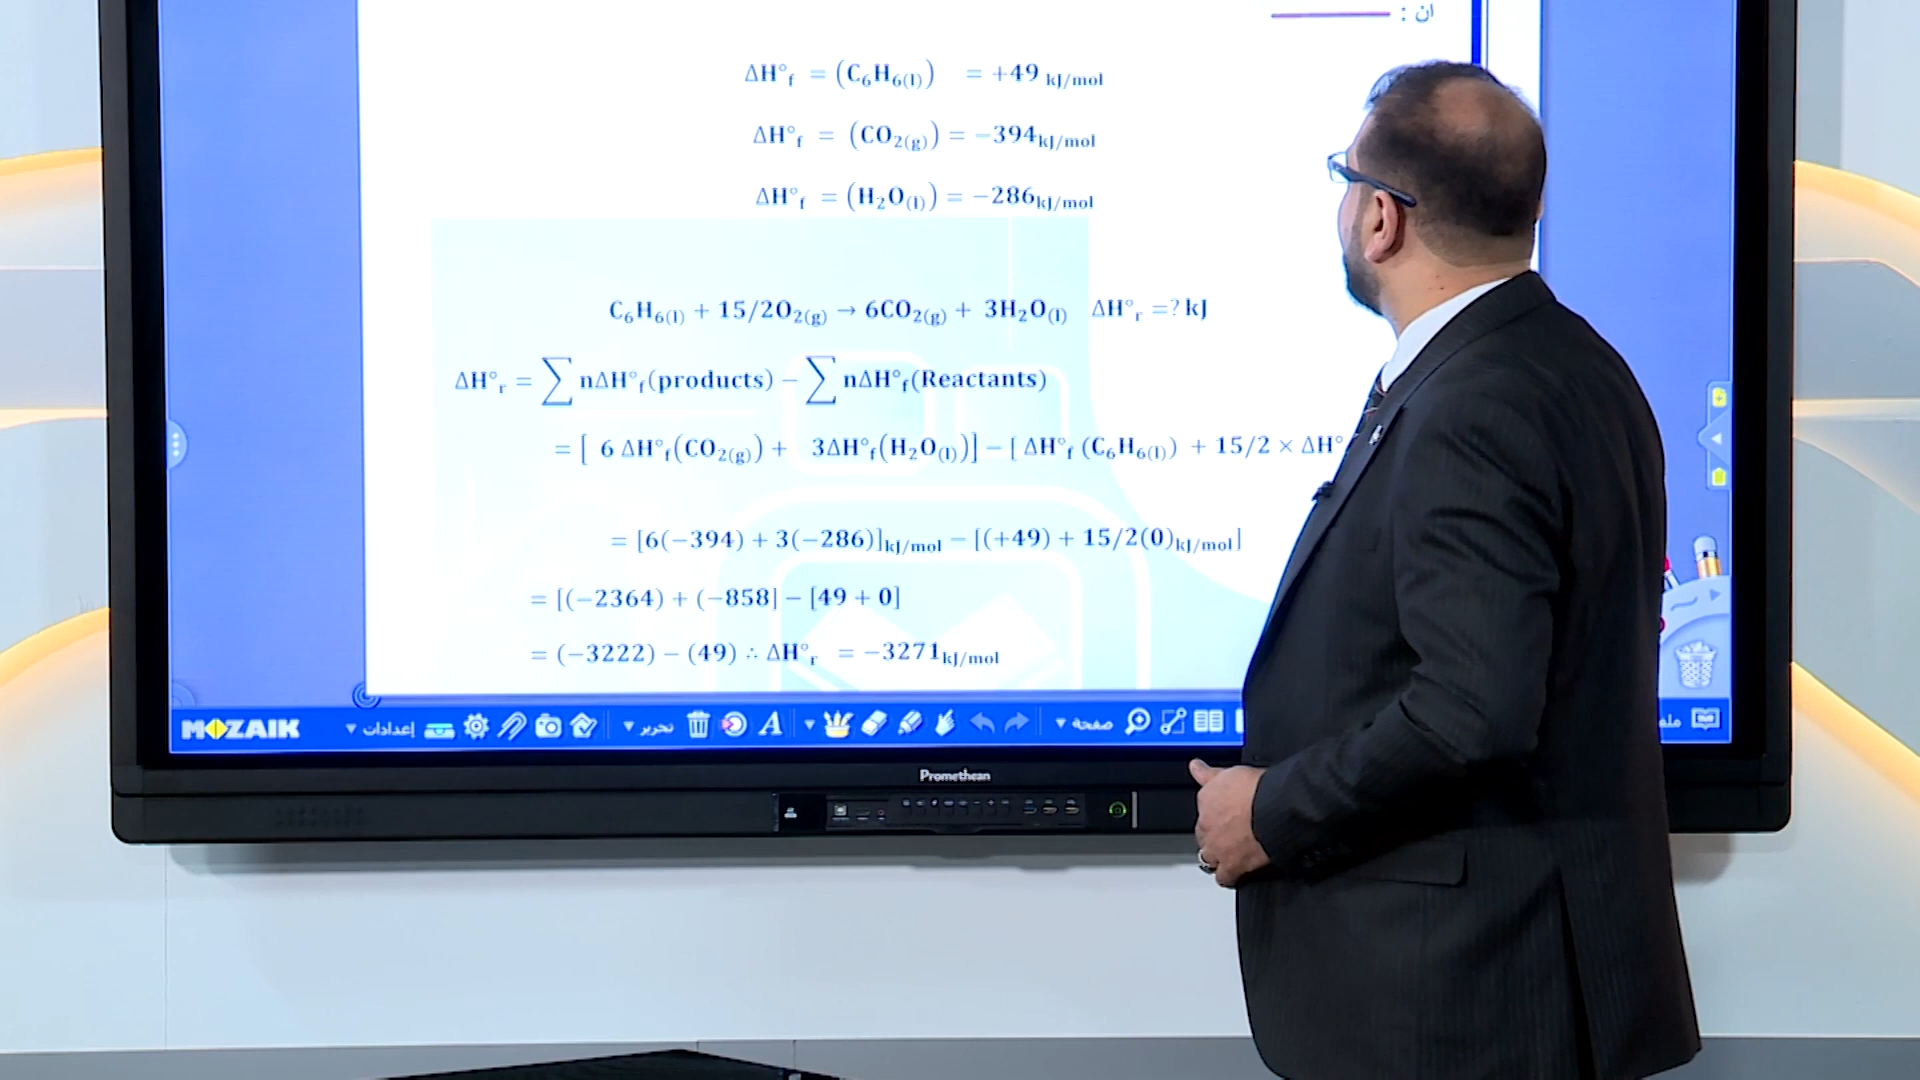 ان :
ΔH°f = (C₆H₆(l)) = +49 kJ/mol
ΔH°f = (CO₂(g)) = −394kJ/mol
ΔH°f = (H₂O(l)) = −286kJ/mol
C₆H₆(l) + 15/2O₂(g) → 6CO₂(g) + 3H₂O(l) ΔH°r =? kJ
ΔH°r = ∑ nΔH°f(products) − ∑ nΔH°f(Reactants)
= [ 6 ΔH°f(CO₂(g)) + 3ΔH°f(H₂O(l))] − [ ΔH°f (C₆H₆(l)) + 15/2 × ΔH°
= [6(−394) + 3(−286)]kJ/mol − [(+49) + 15/2(0)kJ/mol]
= [(−2364) + (−858] − [49 + 0]
= (−3222) − (49) ∴ ΔH°r = −3271kJ/mol
MOZAIK إعدادات تحرير A صفحة ملف
Promethean